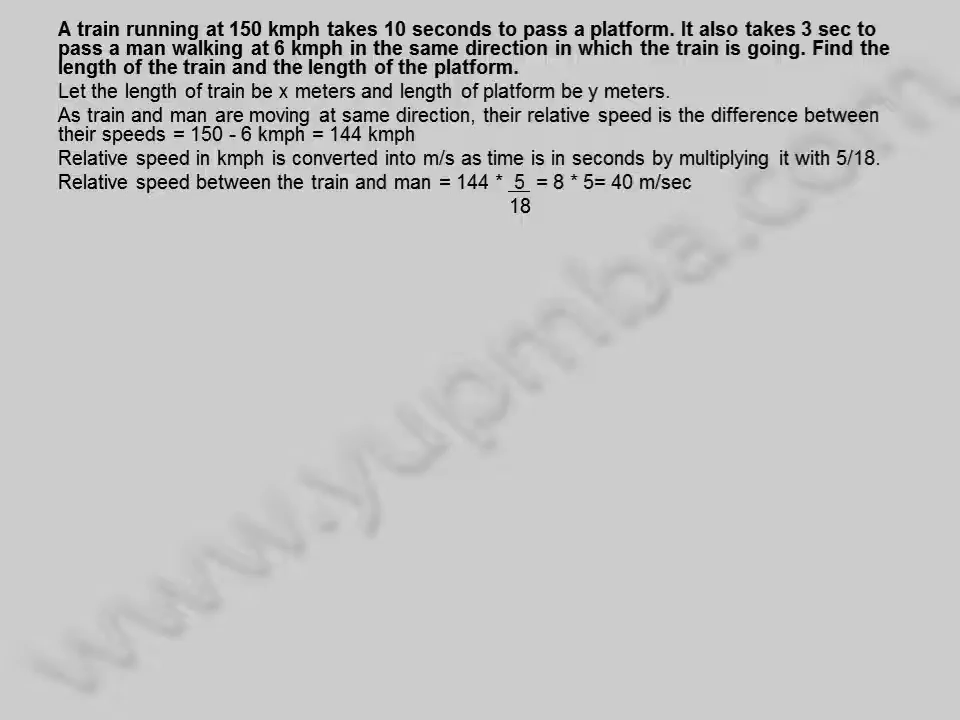 A train running at 150 kmph takes 10 seconds to pass a platform. It also takes 3 sec to
pass a man walking at 6 kmph in the same direction in which the train is going. Find the
length of the train and the length of the platform.
Let the length of train be x meters and length of platform be y meters.
As train and man are moving at same direction, their relative speed is the difference between
their speeds = 150 - 6 kmph = 144 kmph
Relative speed in kmph is converted into m/s as time is in seconds by multiplying it with 5/18.
Relative speed between the train and man = 144 * 5 = 8 * 5= 40 m/sec
18
www.yupmba.com